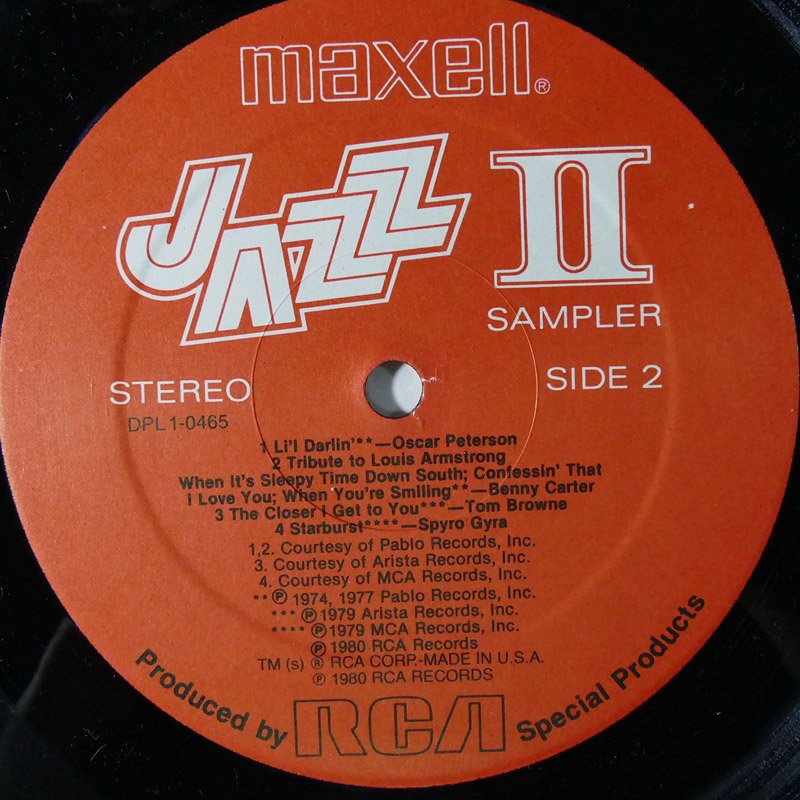 maxell®
JAZZ II
SAMPLER
STEREO
SIDE 2
DPL1-0465
1 Li'l Darlin'**—Oscar Peterson
2 Tribute to Louis Armstrong
When It's Sleepy Time Down South; Confessin' That
I Love You; When You're Smiling**—Benny Carter
3 The Closer I Get to You***—Tom Browne
4 Starburst****—Spyro Gyra
1,2. Courtesy of Pablo Records, Inc.
3. Courtesy of Arista Records, Inc.
4. Courtesy of MCA Records, Inc.
** ℗ 1974, 1977 Pablo Records, Inc.
*** ℗ 1979 Arista Records, Inc.
**** ℗ 1979 MCA Records, Inc.
℗ 1980 RCA Records
TM (s) ® RCA CORP.-MADE IN U.S.A.
℗ 1980 RCA RECORDS
Produced by RCA Special Products